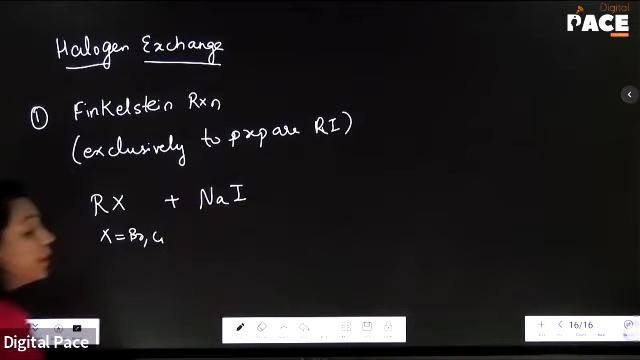 Digital
PACE
Halogen Exchange
① Finkelstein Rxn
(exclusively to prepare RI)
RX + NaI
X = Br, Cl
Digital Pace
16/16